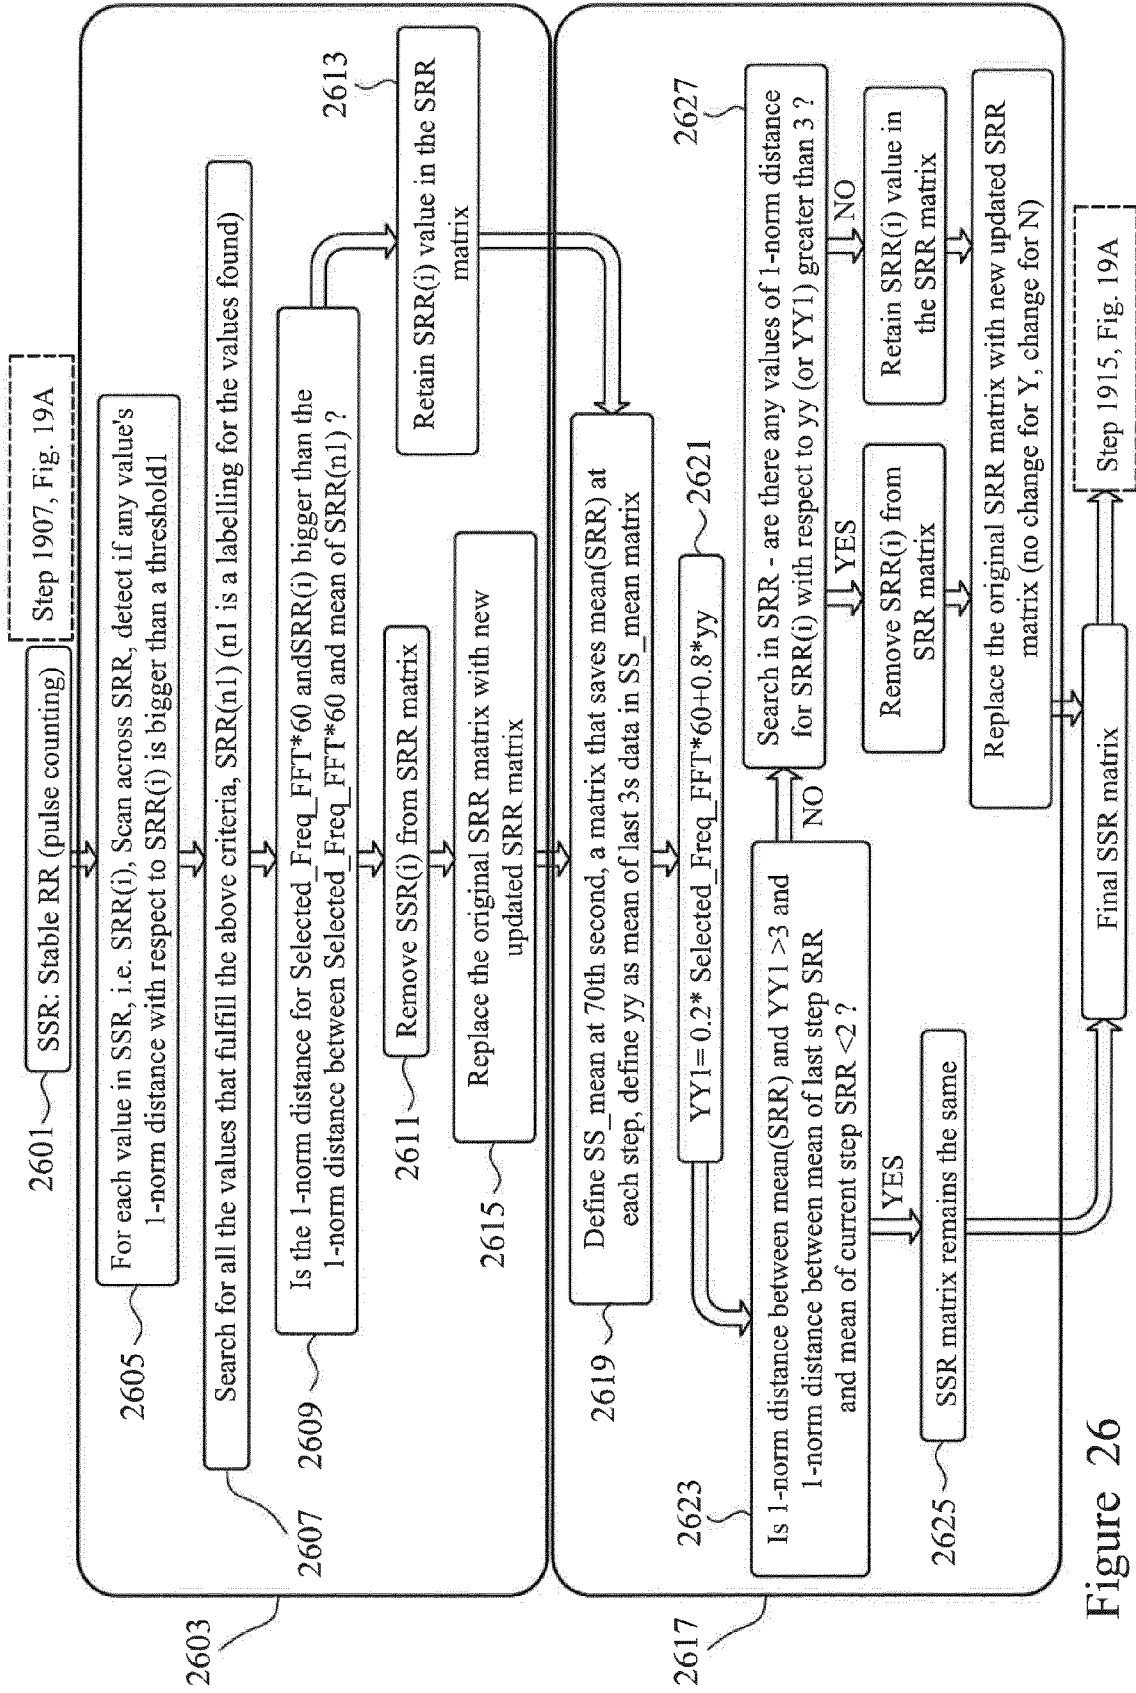 2601
SSR: Stable RR (pulse counting)
Step 1907, Fig. 19A
2603
2605
For each value in SSR, i.e. SRR(i), Scan across SRR, detect if any value's
1-norm distance with respect to SRR(i) is bigger than a threshold1
2607
Search for all the values that fulfill the above criteria, SRR(n1) (n1 is a labelling for the values found)
2609
Is the 1-norm distance for Selected_Freq_FFT*60 andSRR(i) bigger than the
1-norm distance between Selected_Freq_FFT*60 and mean of SRR(n1) ?
2611
Remove SSR(i) from SRR matrix
2613
Retain SRR(i) value in the SRR
matrix
2615
Replace the original SRR matrix with new
updated SRR matrix
2617
2619
Define SS_mean at 70th second, a matrix that saves mean(SRR) at
each step, define yy as mean of last 3s data in SS_mean matrix
2621
YY1= 0.2* Selected_Freq_FFT*60+0.8*yy
2623
Is 1-norm distance between mean(SRR) and YY1 >3 and
1-norm distance between mean of last step SRR
and mean of current step SRR <2 ?
NO
YES
2625
SSR matrix remains the same
2627
Search in SRR - are there any values of 1-norm distance
for SRR(i) with respect to yy (or YY1) greater than 3 ?
YES
NO
Remove SRR(i) from
SRR matrix
Retain SRR(i) value in
the SRR matrix
Replace the original SRR matrix with new updated SRR
matrix (no change for Y, change for N)
Final SSR matrix
Step 1915, Fig. 19A
Figure 26